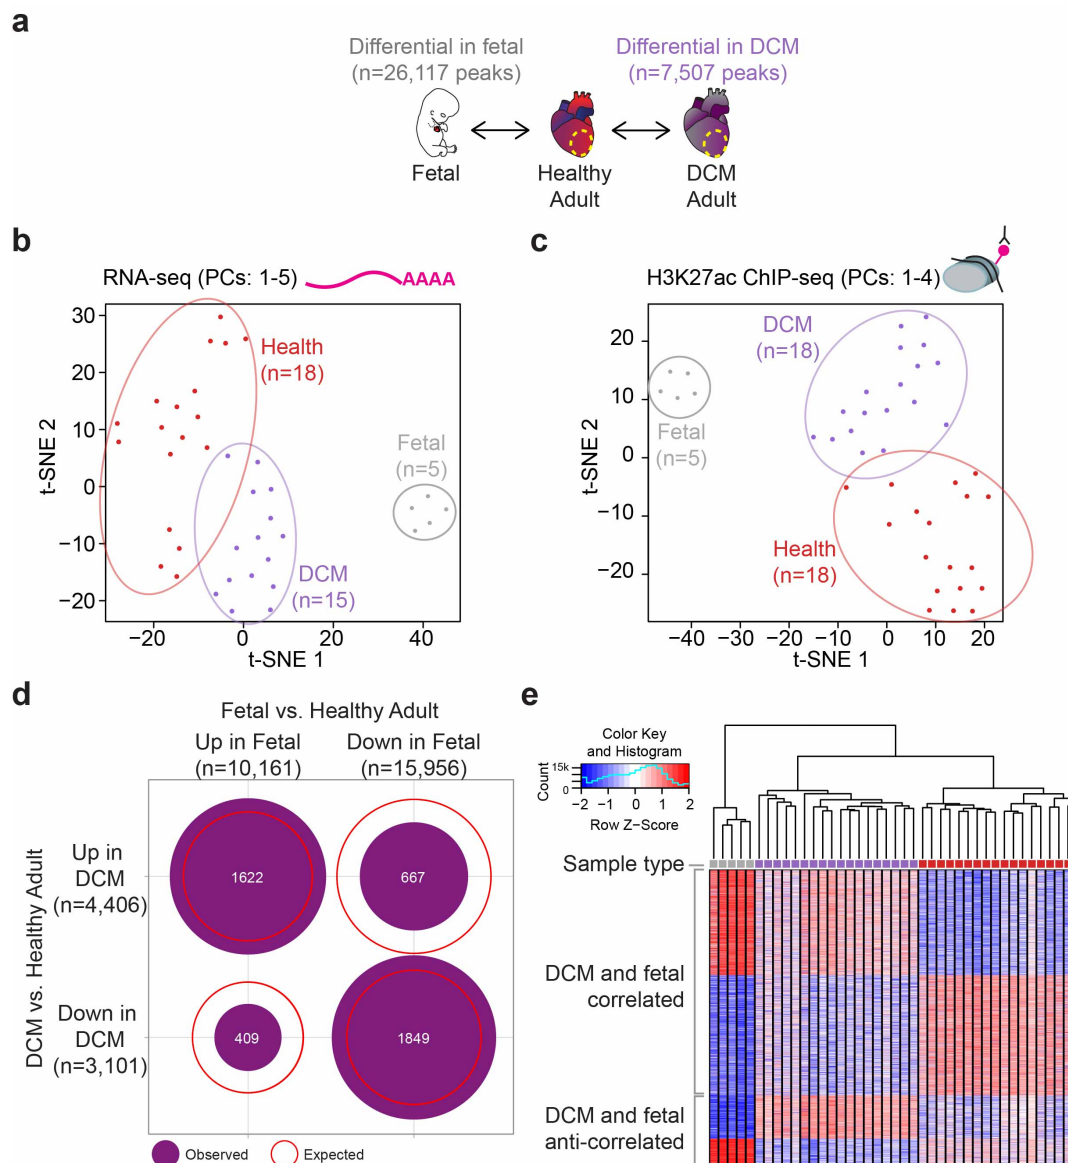 a
Differential in fetal
(n=26,117 peaks)
Differential in DCM
(n=7,507 peaks)
Fetal
Healthy
Adult
DCM
Adult
b
RNA-seq (PCs: 1-5)
AAAA
30
20
10
0
−10
−20
t-SNE 2
Health
(n=18)
Fetal
(n=5)
DCM
(n=15)
−20
0
20
40
t-SNE 1
c
H3K27ac ChIP-seq (PCs: 1-4)
20
10
0
−10
−20
t-SNE 2
DCM
(n=18)
Fetal
(n=5)
Health
(n=18)
−40
−30
−20
−10
0
10
20
t-SNE 1
d
Fetal vs. Healthy Adult
Up in Fetal
(n=10,161)
Down in Fetal
(n=15,956)
DCM vs. Healthy Adult
Up in
DCM
(n=4,406)
Down in
DCM
(n=3,101)
1622
667
409
1849
Observed
Expected
e
Color Key
and Histogram
Count
15k
0
−2
−1
0
1
2
Row Z−Score
Sample type
DCM and fetal
correlated
DCM and fetal
anti-correlated